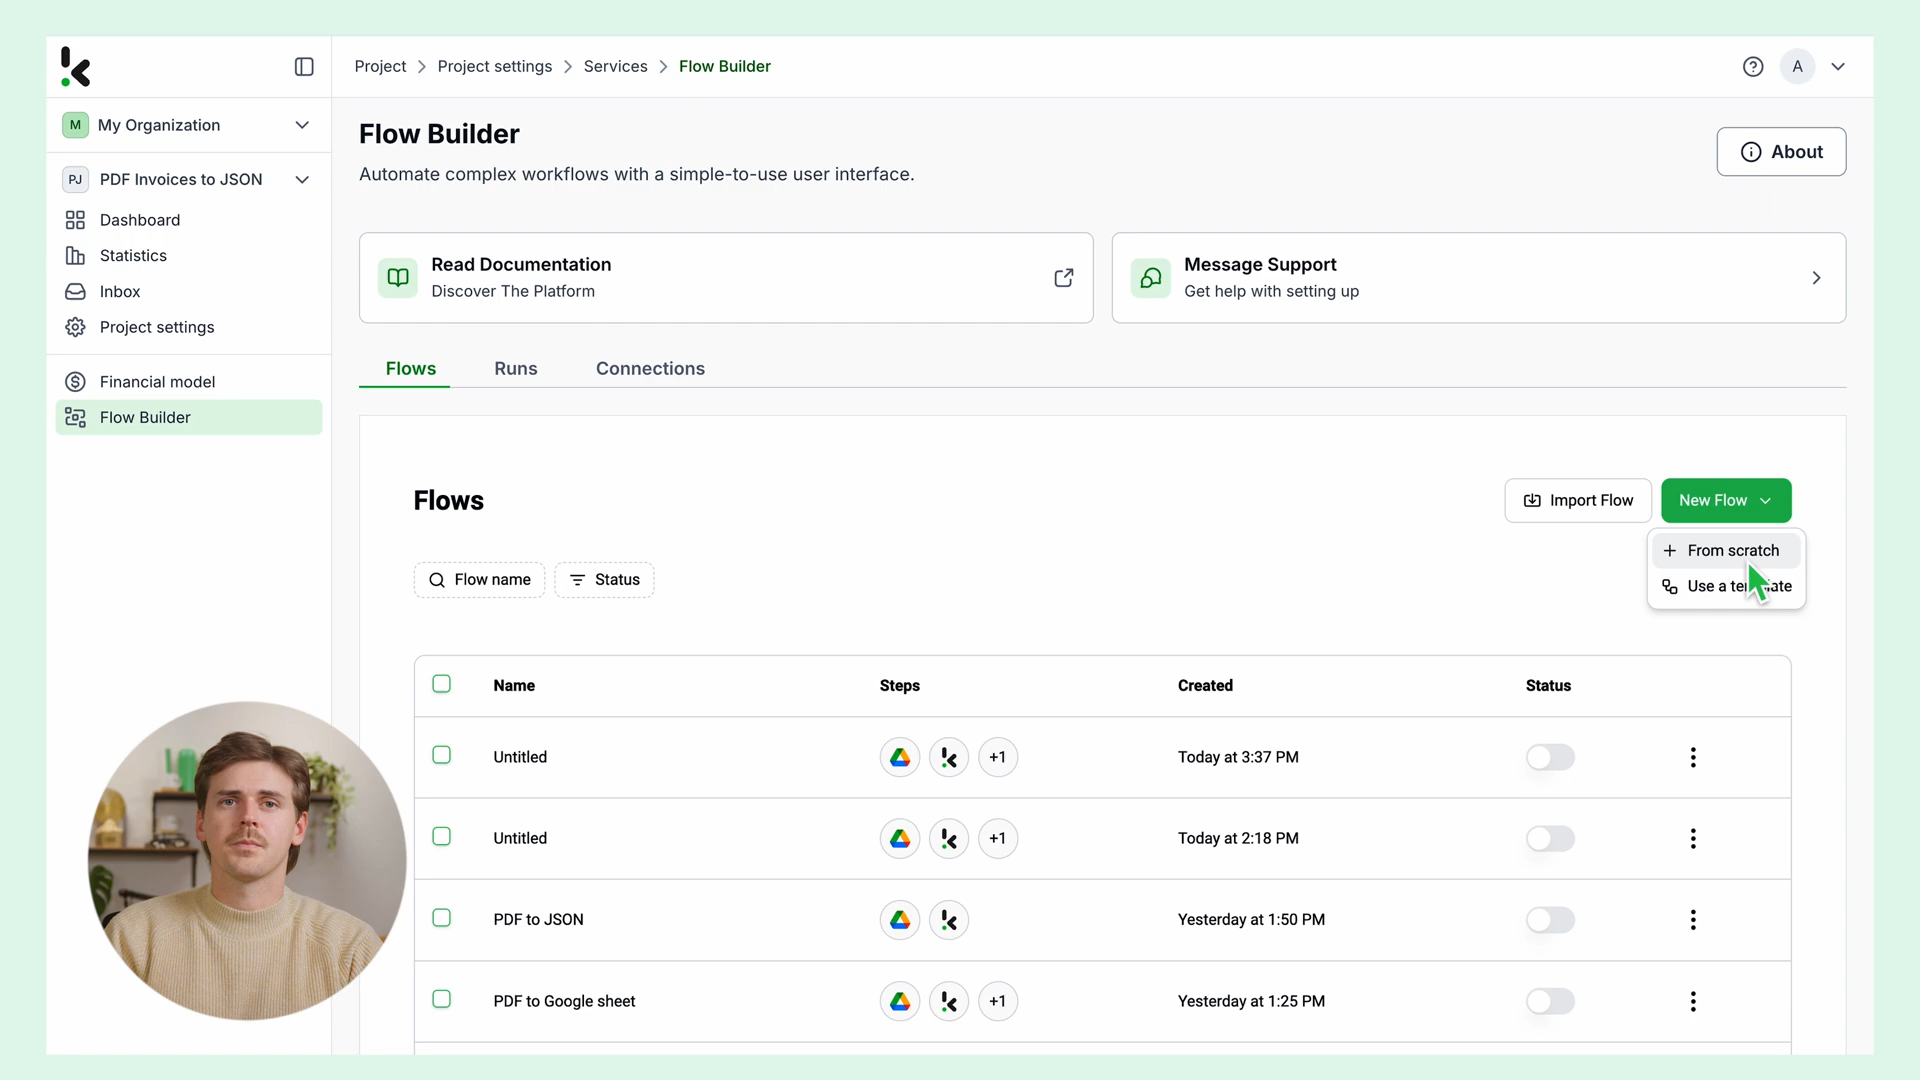 Project > Project settings > Services > Flow Builder
A
M My Organization
PJ PDF Invoices to JSON
Dashboard
Statistics
Inbox
Project settings
Financial model
Flow Builder
Flow Builder
Automate complex workflows with a simple-to-use user interface.
About
Read Documentation
Discover The Platform
Message Support
Get help with setting up
Flows Runs Connections
Flows
Import Flow
New Flow
From scratch
Use a
Flow name
Status
Name Steps Created Status
Untitled +1 Today at 3:37 PM
Untitled +1 Today at 2:18 PM
PDF to JSON Yesterday at 1:50 PM
PDF to Google sheet +1 Yesterday at 1:25 PM